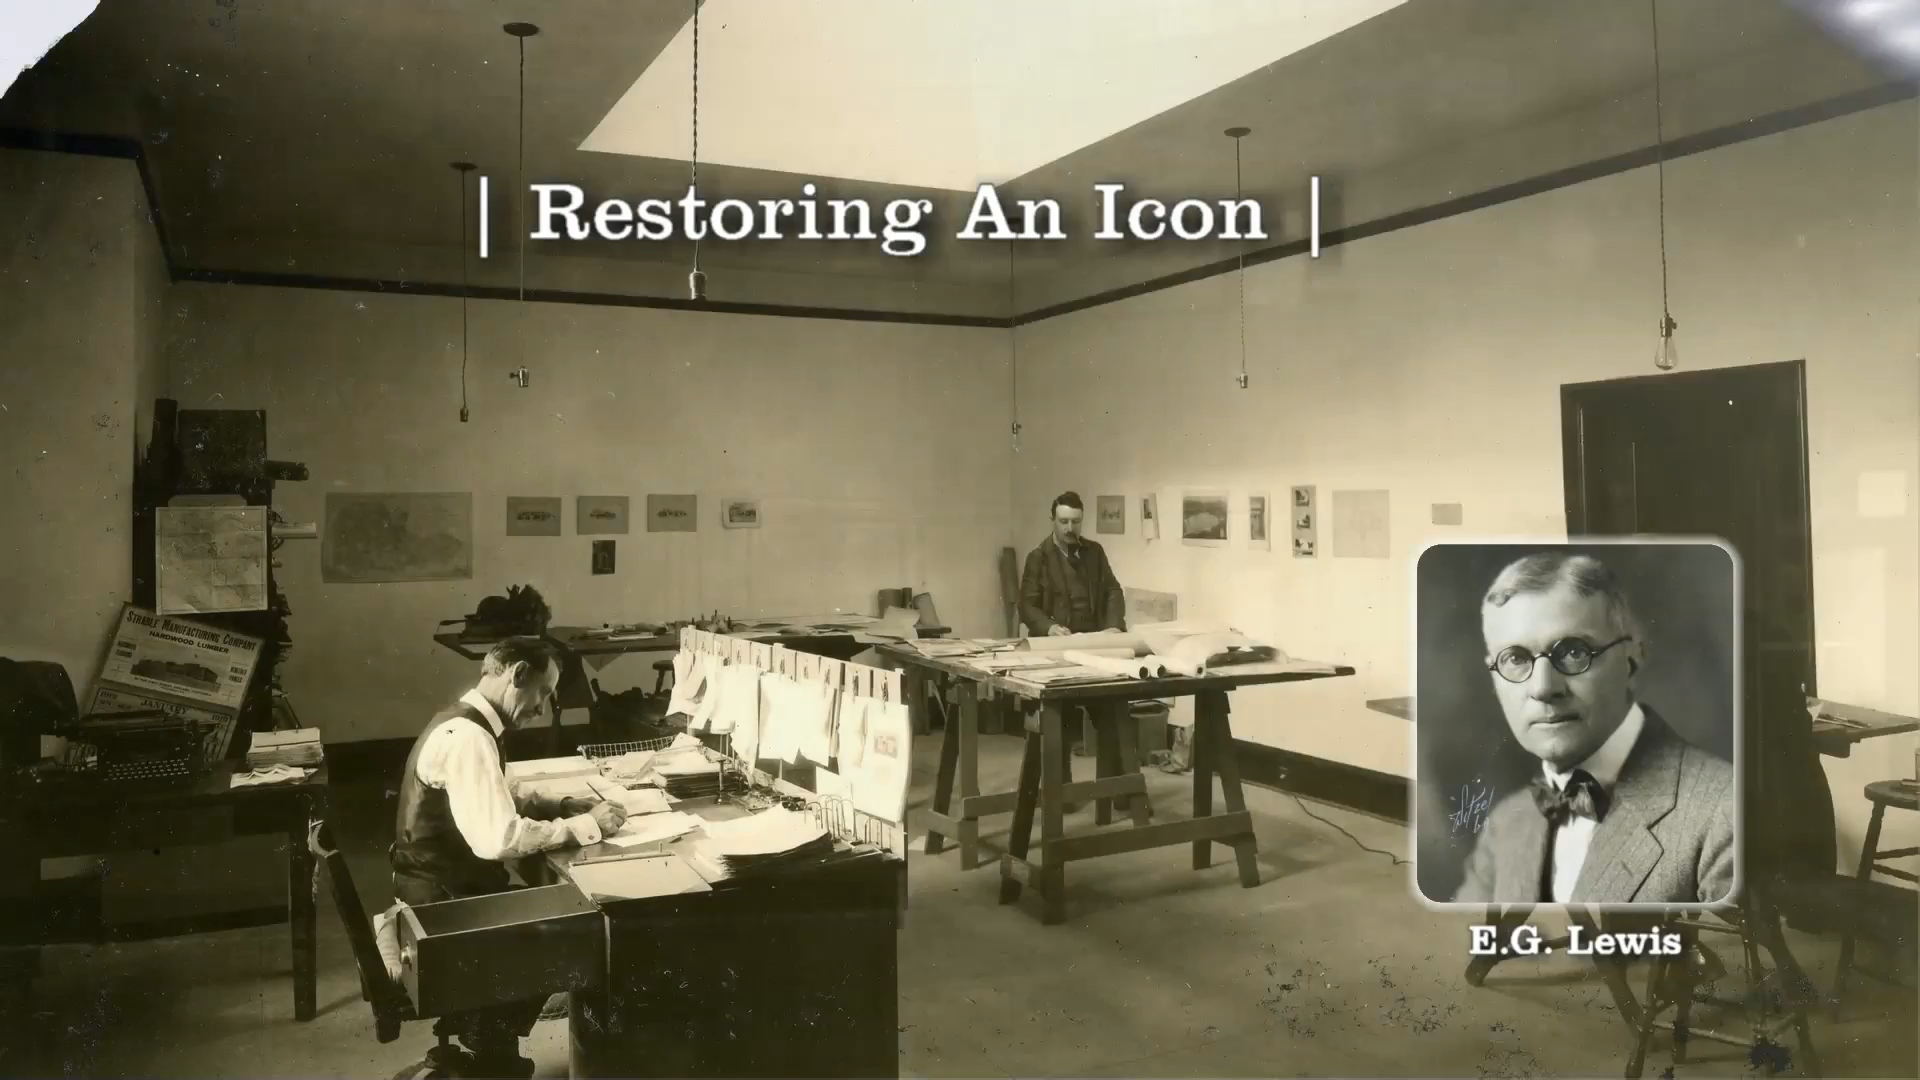 | Restoring An Icon |
STRABLE MANUFACTURING COMPANY
HARDWOOD LUMBER
JANUARY
E.G. Lewis